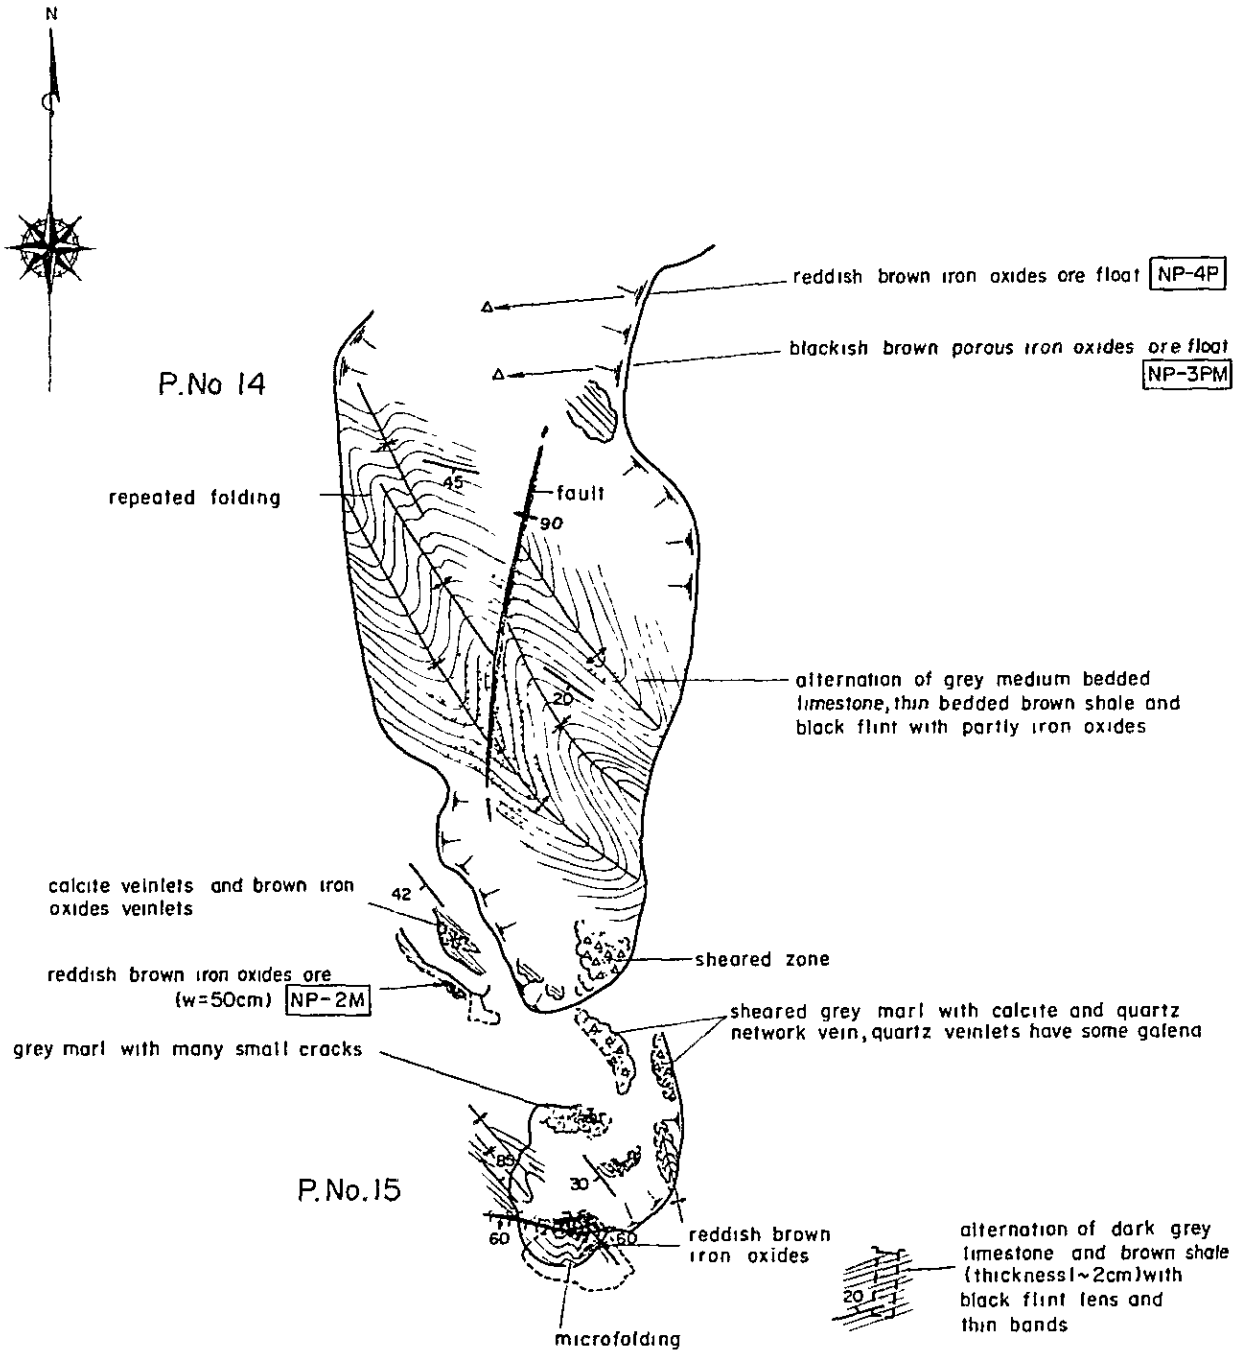 N
reddish brown iron oxides ore float NP-4P
blackish brown porous iron oxides ore float
NP-3PM
P.No 14
45
repeated folding
fault
90
alternation of grey medium bedded
limestone, thin bedded brown shale and
black flint with partly iron oxides
20
calcite veinlets and brown iron
oxides veinlets
42
sheared zone
reddish brown iron oxides ore
(w=50cm) NP-2M
sheared grey marl with calcite and quartz
network vein, quartz veinlets have some galena
grey marl with many small cracks
85
30
P.No.15
60
60
reddish brown
iron oxides
microfolding
alternation of dark grey
limestone and brown shale
(thickness 1~2cm) with
black flint lens and
thin bands
20